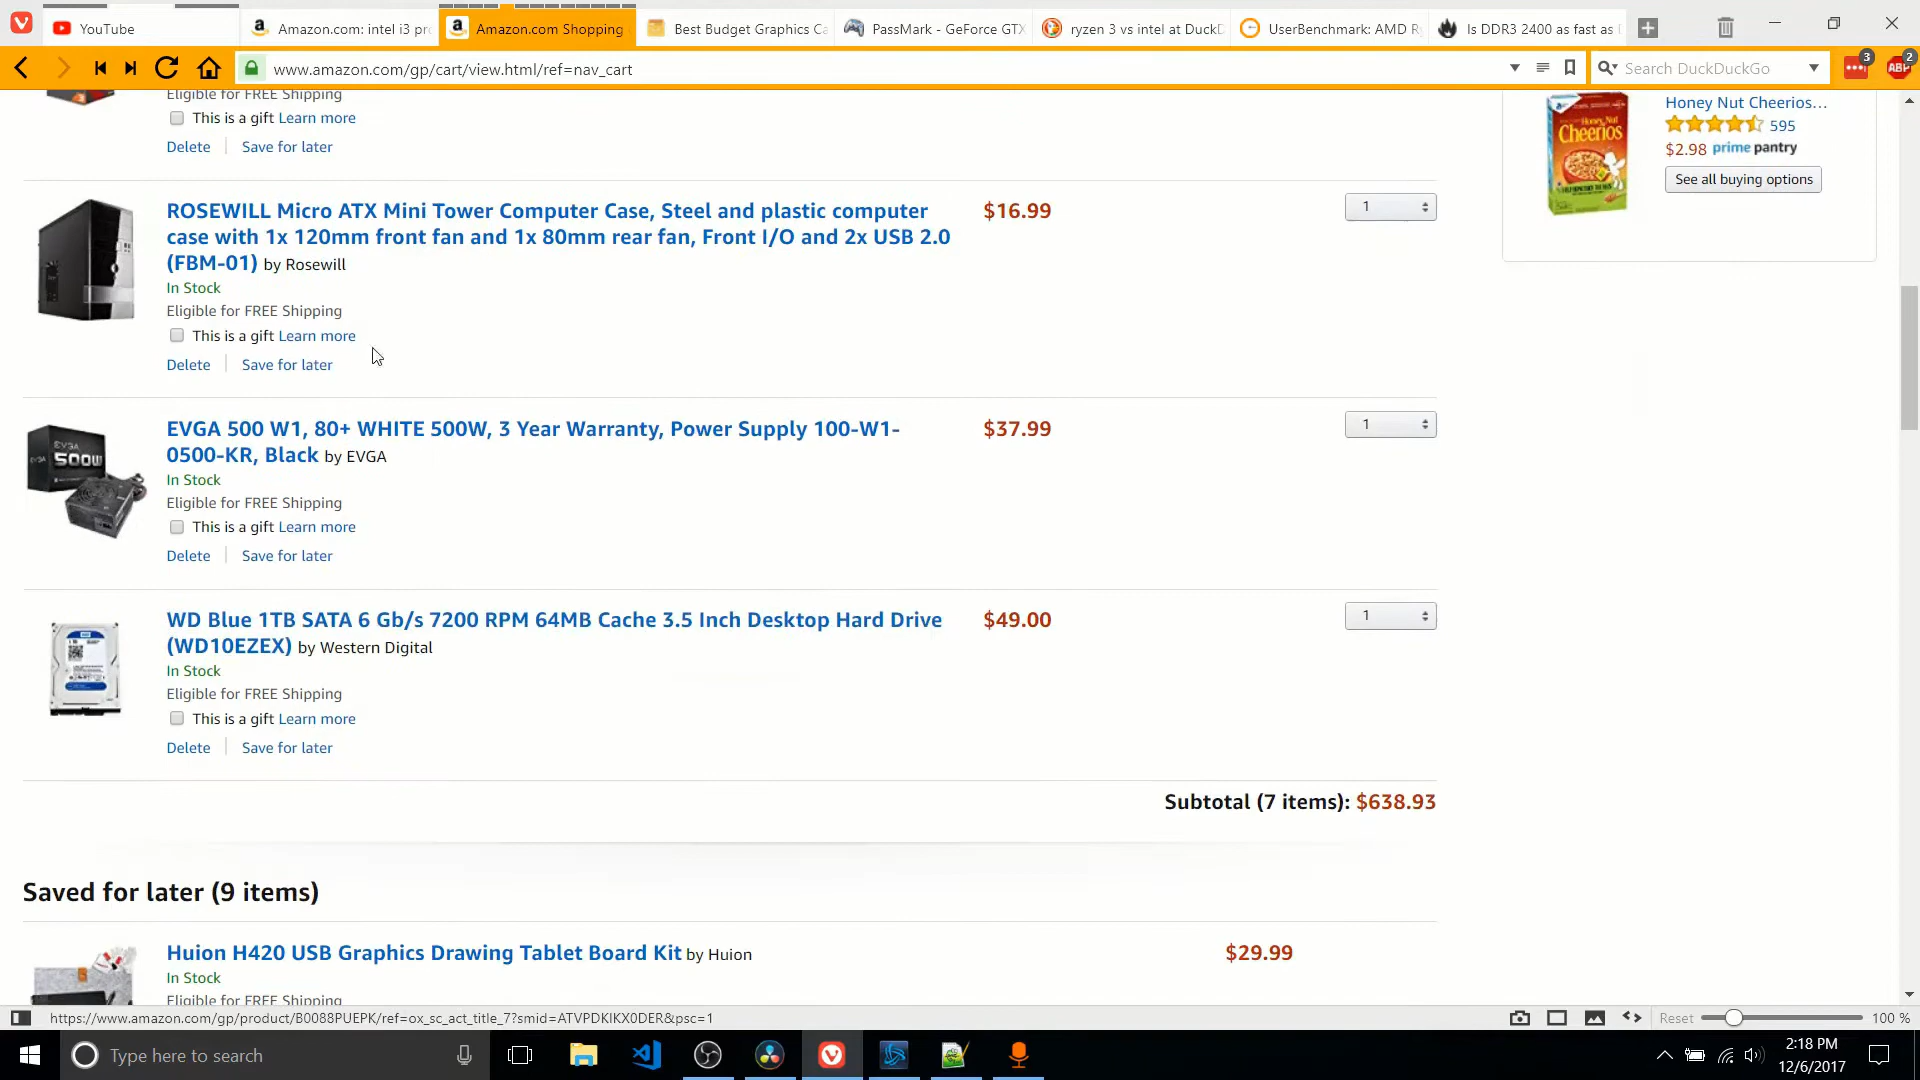 YouTube
Amazon.com: intel i3 pr
Amazon.com Shopping
Best Budget Graphics Ca
PassMark - GeForce GTX
ryzen 3 vs intel at DuckD
UserBenchmark: AMD Ry
Is DDR3 2400 as fast as
www.amazon.com/gp/cart/view.html/ref=nav_cart
Search DuckDuckGo
3
ABP
2
Eligible for FREE Shipping
This is a gift Learn more
Delete
Save for later
ROSEWILL Micro ATX Mini Tower Computer Case, Steel and plastic computer
case with 1x 120mm front fan and 1x 80mm rear fan, Front I/O and 2x USB 2.0
(FBM-01) by Rosewill
In Stock
Eligible for FREE Shipping
This is a gift Learn more
Delete
Save for later
$16.99
1
EVGA 500 W1, 80+ WHITE 500W, 3 Year Warranty, Power Supply 100-W1-
0500-KR, Black by EVGA
In Stock
Eligible for FREE Shipping
This is a gift Learn more
Delete
Save for later
$37.99
1
EVGA
500W
WD Blue 1TB SATA 6 Gb/s 7200 RPM 64MB Cache 3.5 Inch Desktop Hard Drive
(WD10EZEX) by Western Digital
In Stock
Eligible for FREE Shipping
This is a gift Learn more
Delete
Save for later
$49.00
1
Subtotal (7 items): $638.93
Honey Nut Cheerios...
595
$2.98 prime pantry
See all buying options
Honey Nut
Cheerios
Saved for later (9 items)
Huion H420 USB Graphics Drawing Tablet Board Kit by Huion
In Stock
Eligible for FREE Shipping
$29.99
https://www.amazon.com/gp/product/B0088PUEPK/ref=ox_sc_act_title_7?smid=ATVPDKIKX0DER&psc=1
Reset
100 %
Type here to search
2:18 PM
12/6/2017